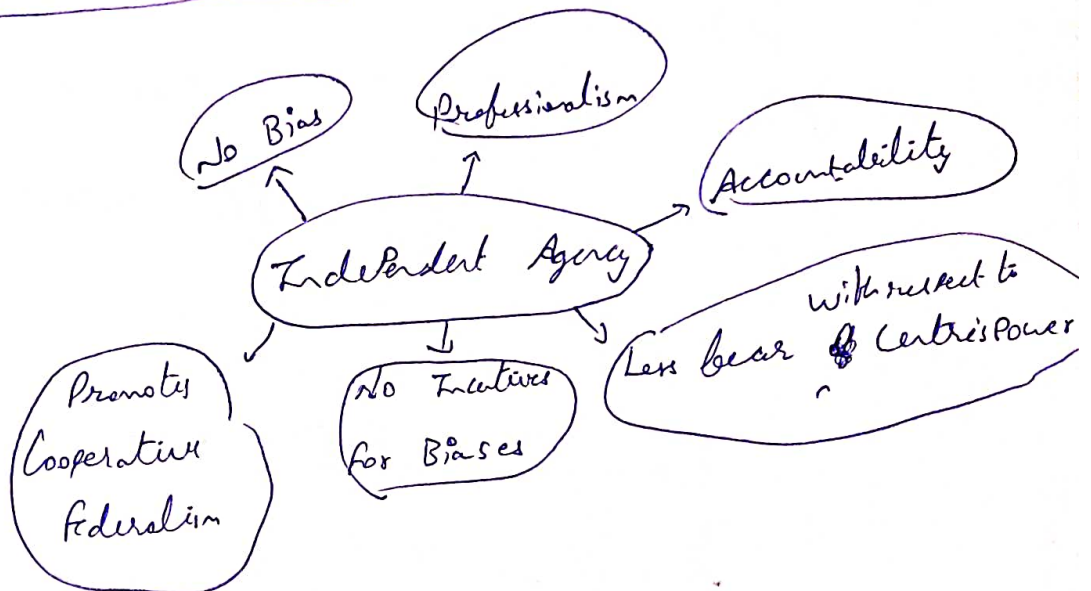 No Bias
Professionalism
Accountability
IndePendent Agency
with respect to
Less fear Centre's Power
Promotes
Cooperative
federalism
No Incentives
for Biases